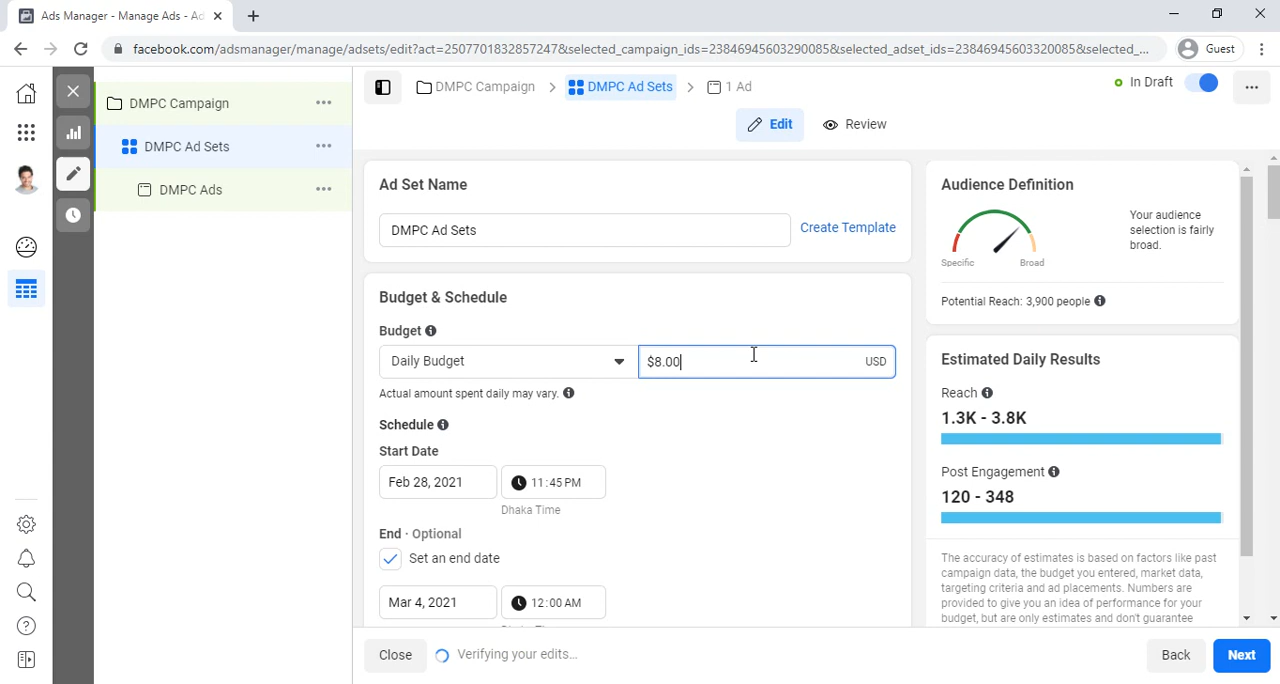 Ads Manager - Manage Ads - Ad
facebook.com/adsmanager/manage/adsets/edit?act=2507701832857247&selected_campaign_ids=23846945603290085&selected_adset_ids=23846945603320085&selected_...
Guest
DMPC Campaign
DMPC Ad Sets
DMPC Ads
DMPC Campaign
DMPC Ad Sets
1 Ad
In Draft
Edit
Review
Ad Set Name
DMPC Ad Sets
Create Template
Budget & Schedule
Budget
Daily Budget
$8.00
USD
Actual amount spent daily may vary.
Schedule
Start Date
Feb 28, 2021
11:45 PM
Dhaka Time
End · Optional
Set an end date
Mar 4, 2021
12:00 AM
Audience Definition
Specific
Broad
Your audience
selection is fairly
broad.
Potential Reach: 3,900 people
Estimated Daily Results
Reach
1.3K - 3.8K
Post Engagement
120 - 348
The accuracy of estimates is based on factors like past
campaign data, the budget you entered, market data,
targeting criteria and ad placements. Numbers are
provided to give you an idea of performance for your
budget, but are only estimates and don't guarantee
Close
Verifying your edits...
Back
Next